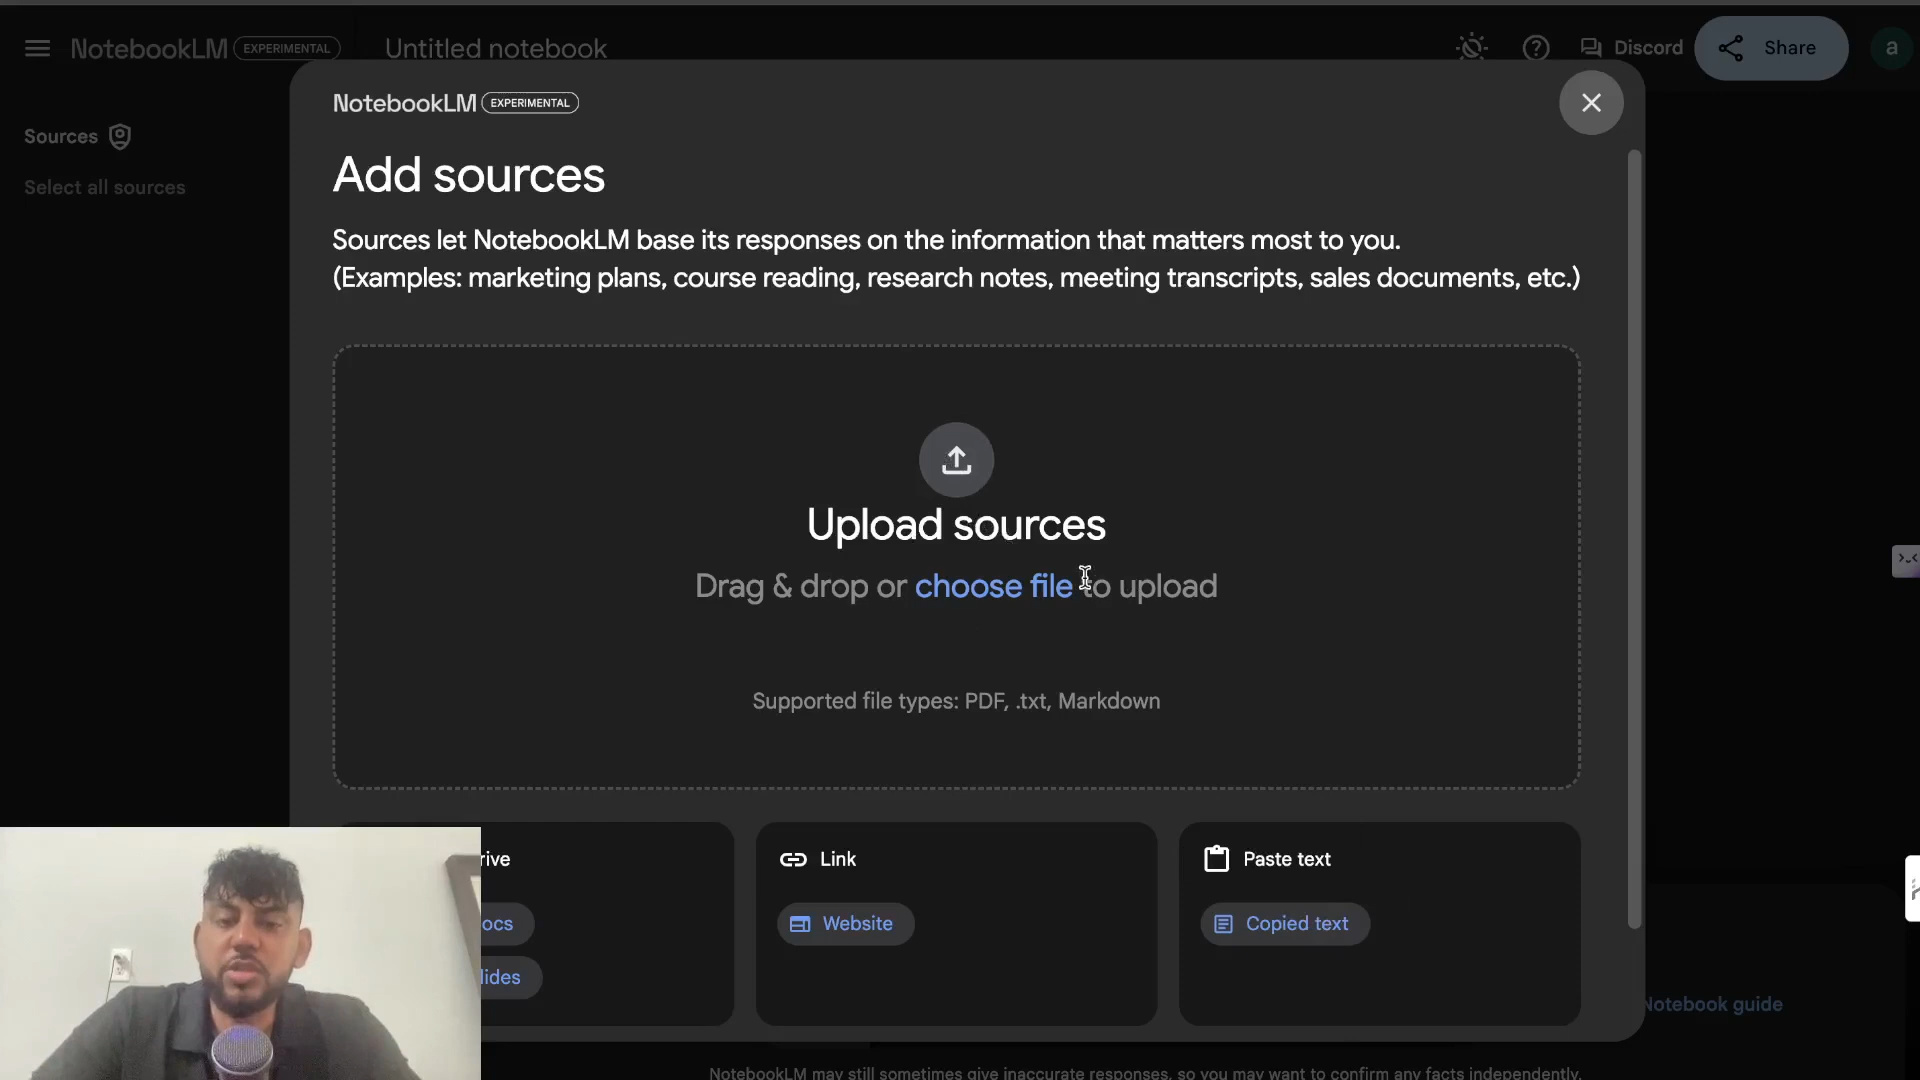 NotebookLM EXPERIMENTAL Untitled notebook Discord Share a
NotebookLM EXPERIMENTAL
Sources
Select all sources
Add sources
Sources let NotebookLM base its responses on the information that matters most to you.
(Examples: marketing plans, course reading, research notes, meeting transcripts, sales documents, etc.)
Upload sources
Drag & drop or choose file to upload
Supported file types: PDF, .txt, Markdown
rive
ocs
lides
Link
Website
Paste text
Copied text
Notebook guide
NotebookLM may still sometimes give inaccurate responses, so you may want to confirm any facts independently.